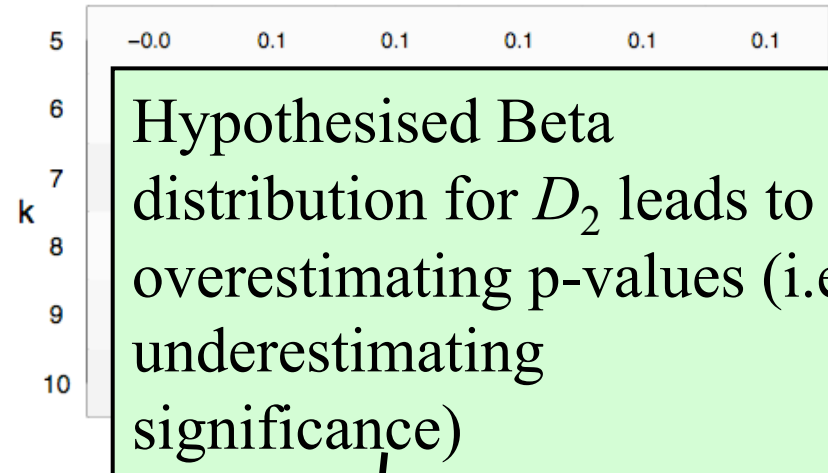 5 −0.0 0.1 0.1 0.1 0.1 0.1
6
7
k
8
9
10
Hypothesised Beta
distribution for D₂ leads to
overestimating p-values (i.e
underestimating
significance)